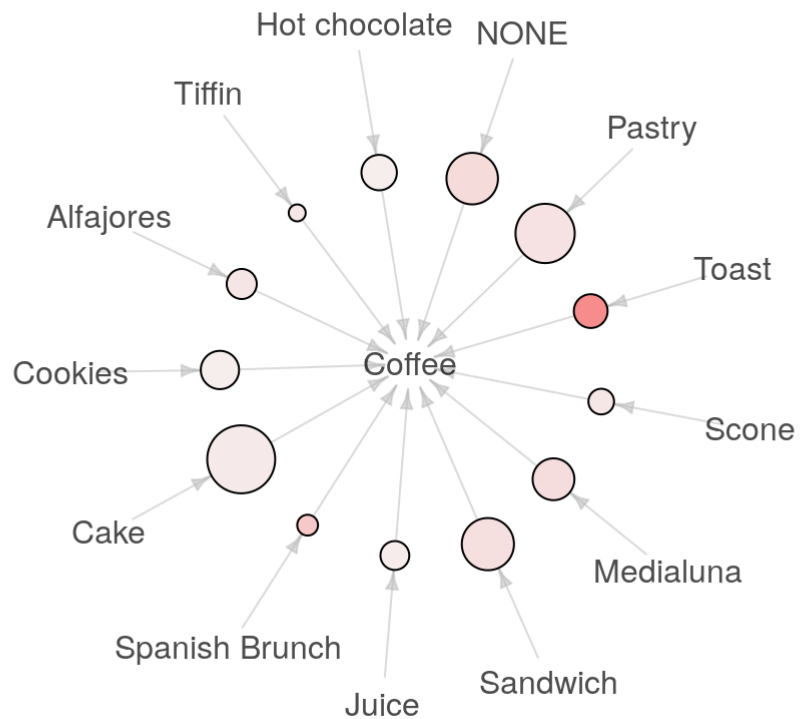 Hot chocolate
NONE
Tiffin
Pastry
Alfajores
Toast
Coffee
Cookies
Scone
Cake
Medialuna
Spanish Brunch
Sandwich
Juice